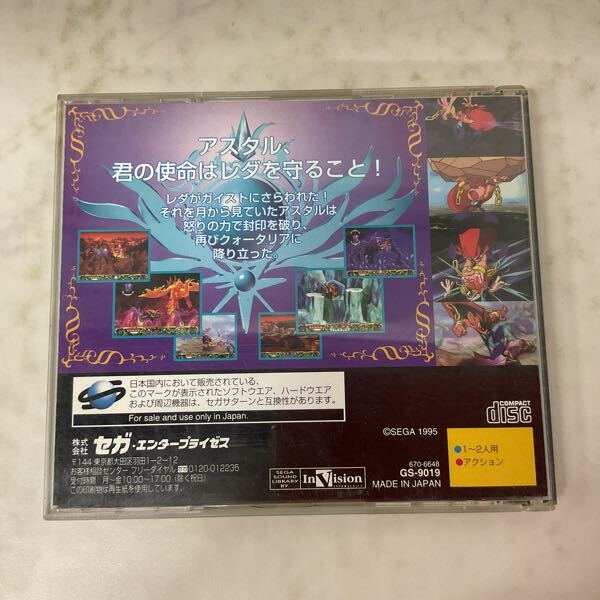 アスタル、
君の使命はレダを守ること！
レダがガイストにさらわれた！
それを月から見ていたアスタルは
怒りの力で封印を破り、
再びクォータリアに
降り立った。
日本国内において販売されている、
このマークが表示されたソフトウエア、ハードウエア
および周辺機器は、セガサターンと互換性があります。
For sale and use only in Japan.
COMPACT
disc
©SEGA 1995
株式会社 セガ・エンタープライゼス
〒144 東京都大田区羽田1-2-12
お客様相談センター フリーダイヤル 0120-012235
受付時間 月〜金 10:00〜17:00 (除く祝日)
この印刷物は再生紙を使用しています。
SEGA
SOUND
LIBRARY
BY
InVision
INTERACTIVE
670-6648
GS-9019
MADE IN JAPAN
1〜2人用
アクション